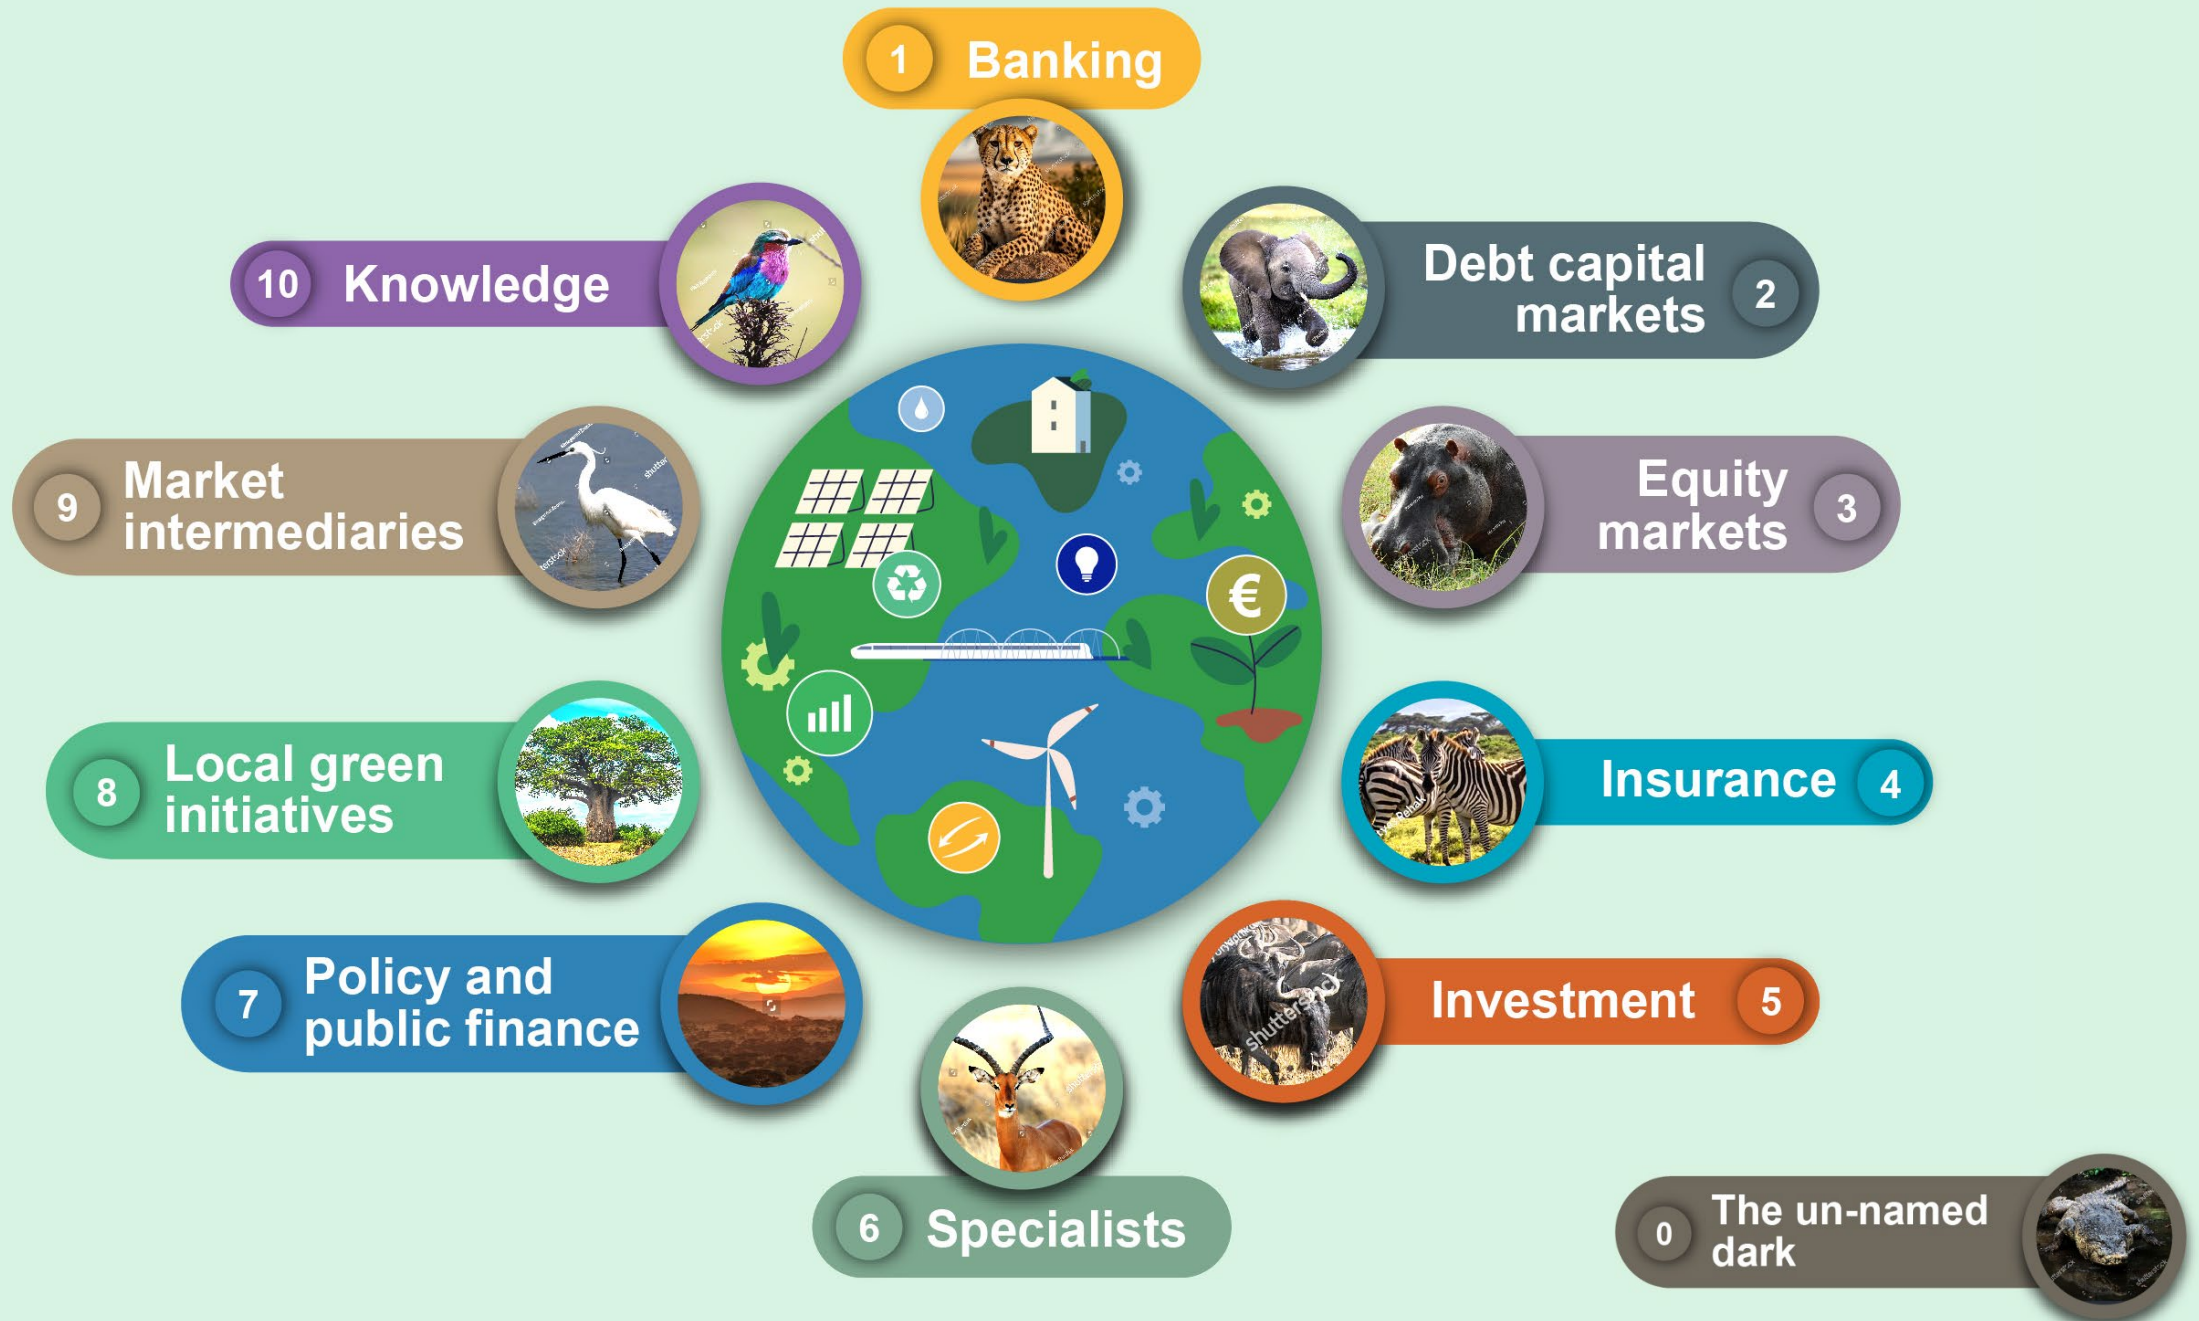 1 Banking
Debt capital
markets 2
Equity
markets 3
Insurance 4
Investment 5
6 Specialists
7 Policy and
public finance
8 Local green
initiatives
9 Market
intermediaries
10 Knowledge
€
0 The un-named
dark
shutterstock